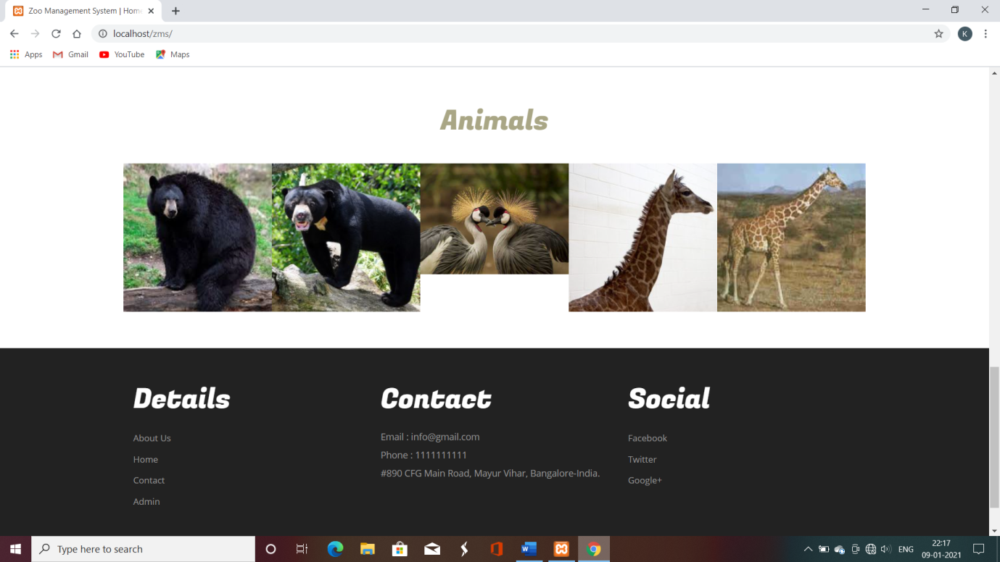 Zoo Management System | Hom
localhost/zms/
K
Apps Gmail YouTube Maps
Animals
Details
About Us
Home
Contact
Admin
Contact
Email : info@gmail.com
Phone : 1111111111
#890 CFG Main Road, Mayur Vihar, Bangalore-India.
Social
Facebook
Twitter
Google+
Type here to search
ENG
22:17
09-01-2021